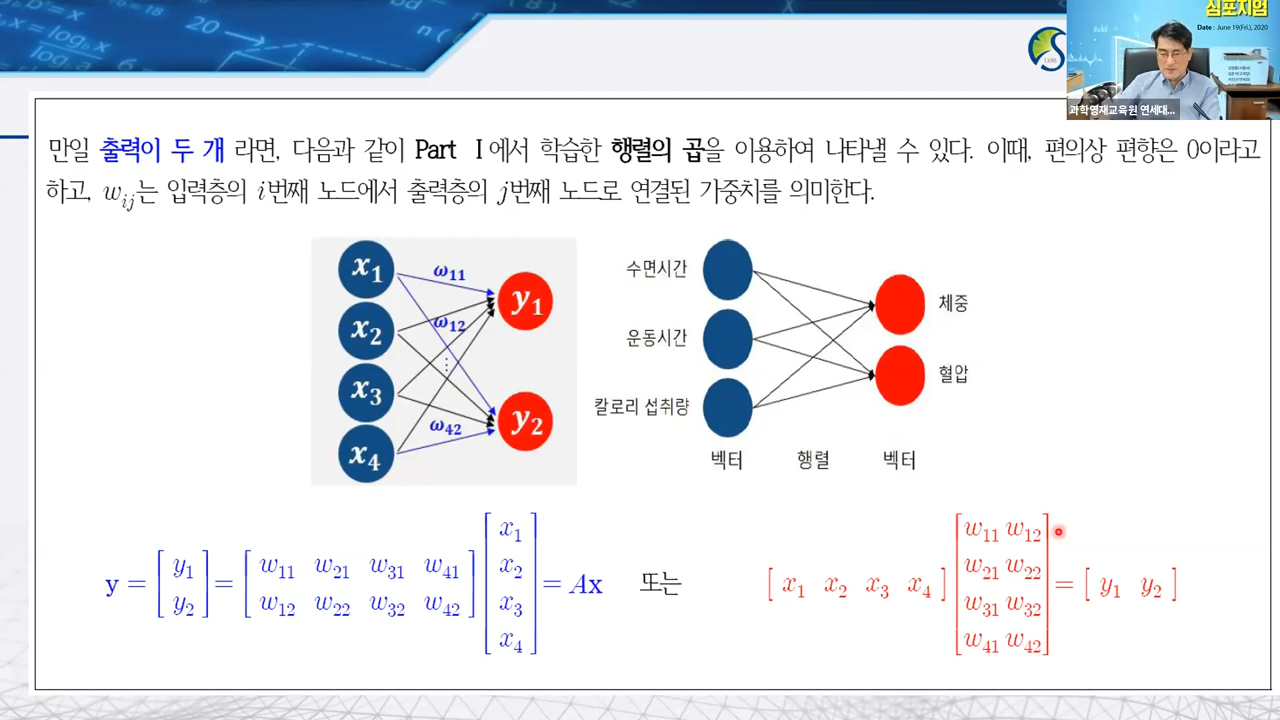 심포지엄
Date : June 19(Fri.), 2020
과학영재교육원 연세대...
만일 출력이 두 개 라면, 다음과 같이 Part I 에서 학습한 행렬의 곱을 이용하여 나타낼 수 있다. 이때, 편의상 편향은 0이라고
하고, w_{ij}는 입력층의 i번째 노드에서 출력층의 j번째 노드로 연결된 가중치를 의미한다.
x₁
x₂
x₃
x₄
ω₁₁
ω₁₂
⋮
ω₄₂
y₁
y₂
수면시간
운동시간
칼로리 섭취량
체중
혈압
벡터 행렬 벡터
y = [y₁ y₂] = [w₁₁ w₂₁ w₃₁ w₄₁
w₁₂ w₂₂ w₃₂ w₄₂] [x₁ x₂ x₃ x₄] = Ax
또는
[x₁ x₂ x₃ x₄] [w₁₁ w₁₂
w₂₁ w₂₂
w₃₁ w₃₂
w₄₁ w₄₂] = [y₁ y₂]